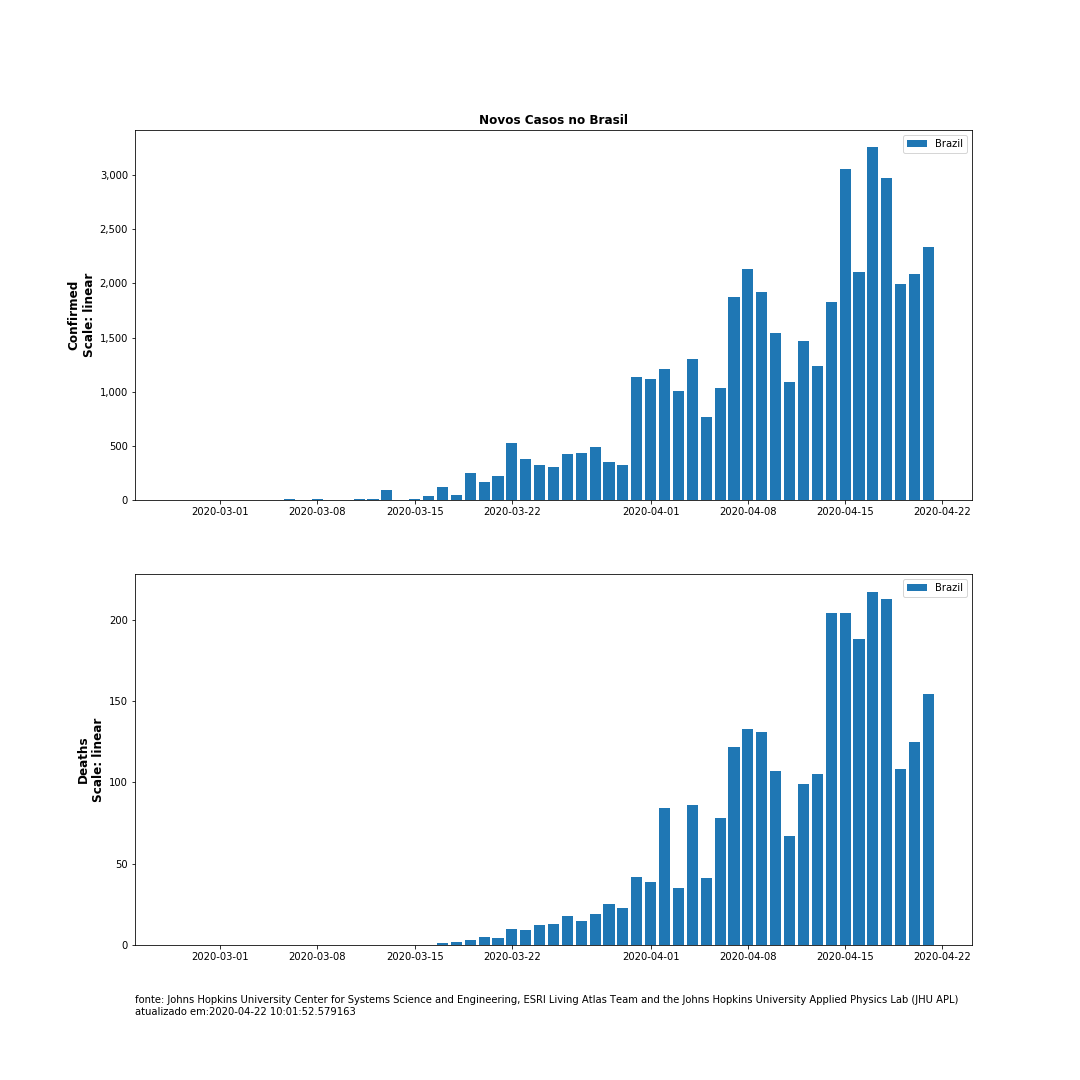 Novos Casos no Brasil
Brazil
Confirmed
Scale: linear
3,000
2,500
2,000
1,500
1,000
500
0
2020-03-01 2020-03-08 2020-03-15 2020-03-22 2020-04-01 2020-04-08 2020-04-15 2020-04-22
Brazil
Deaths
Scale: linear
200
150
100
50
0
2020-03-01 2020-03-08 2020-03-15 2020-03-22 2020-04-01 2020-04-08 2020-04-15 2020-04-22
fonte: Johns Hopkins University Center for Systems Science and Engineering, ESRI Living Atlas Team and the Johns Hopkins University Applied Physics Lab (JHU APL)
atualizado em:2020-04-22 10:01:52.579163